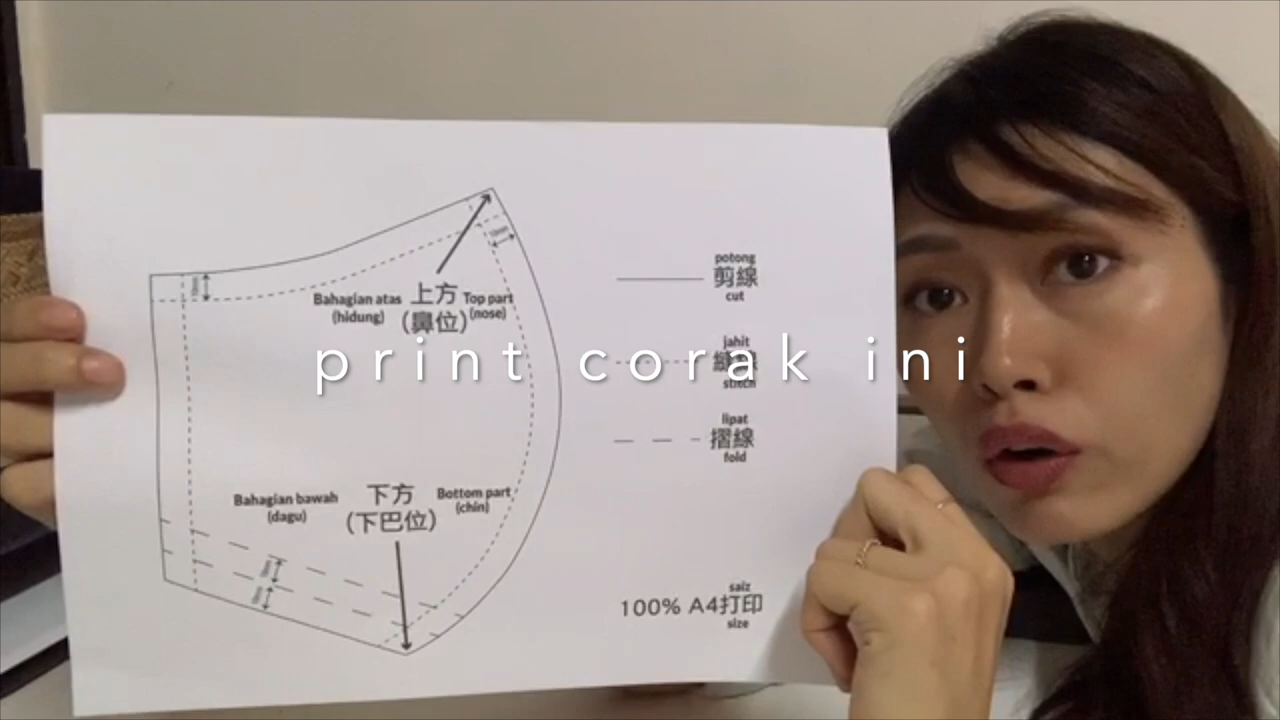 Bahagian atas 上方 Top part
(hidung) (鼻位) (nose)
Bahagian bawah 下方 Bottom part
(dagu) (下巴位) (chin)
potong
剪線
cut
jahit
stitch
lipat
摺線
fold
saiz
100% A4打印
size
print corak ini